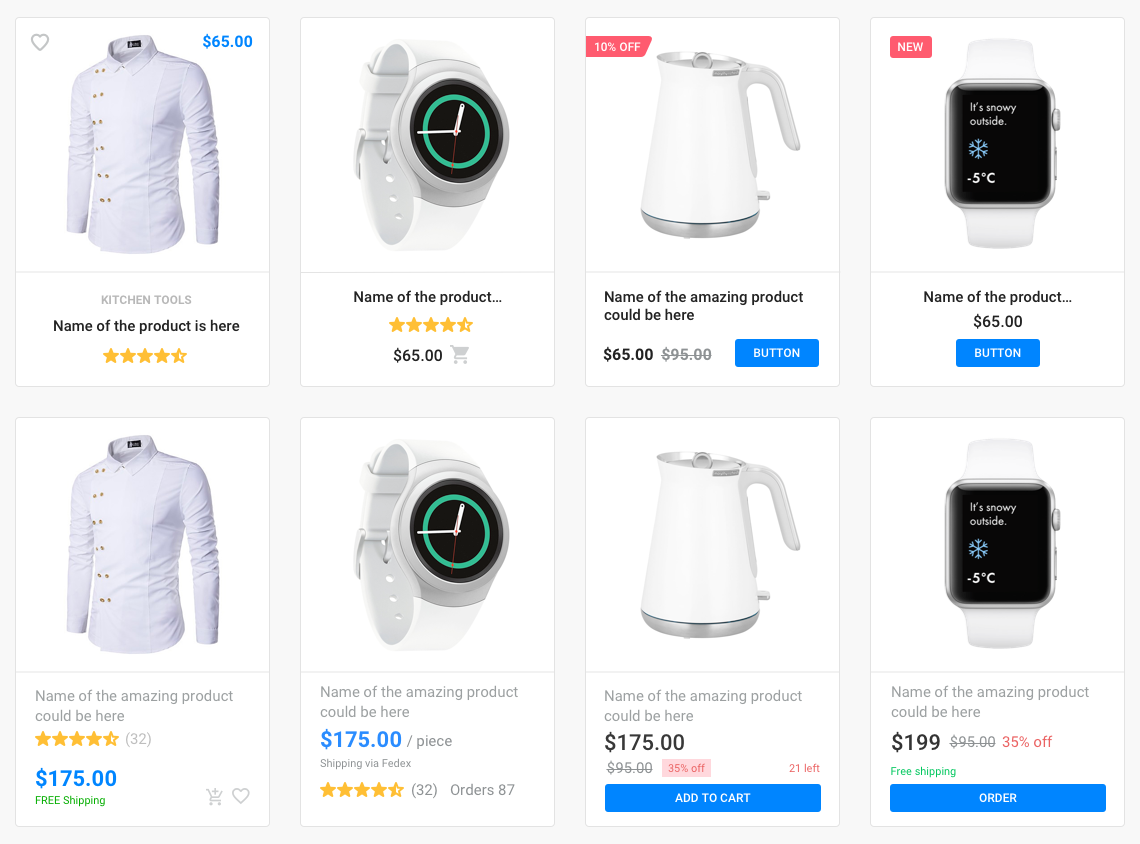 $65.00
KITCHEN TOOLS
Name of the product is here
Name of the product...
$65.00
10% OFF
Name of the amazing product
could be here
$65.00 $95.00 BUTTON
NEW
It's snowy
outside.
-5°C
Name of the product...
$65.00
BUTTON
Name of the amazing product
could be here
(32)
$175.00
FREE Shipping
Name of the amazing product
could be here
$175.00 / piece
Shipping via Fedex
(32) Orders 87
Name of the amazing product
could be here
$175.00
$95.00 35% off 21 left
ADD TO CART
It's snowy
outside.
-5°C
Name of the amazing product
could be here
$199 $95.00 35% off
Free shipping
ORDER